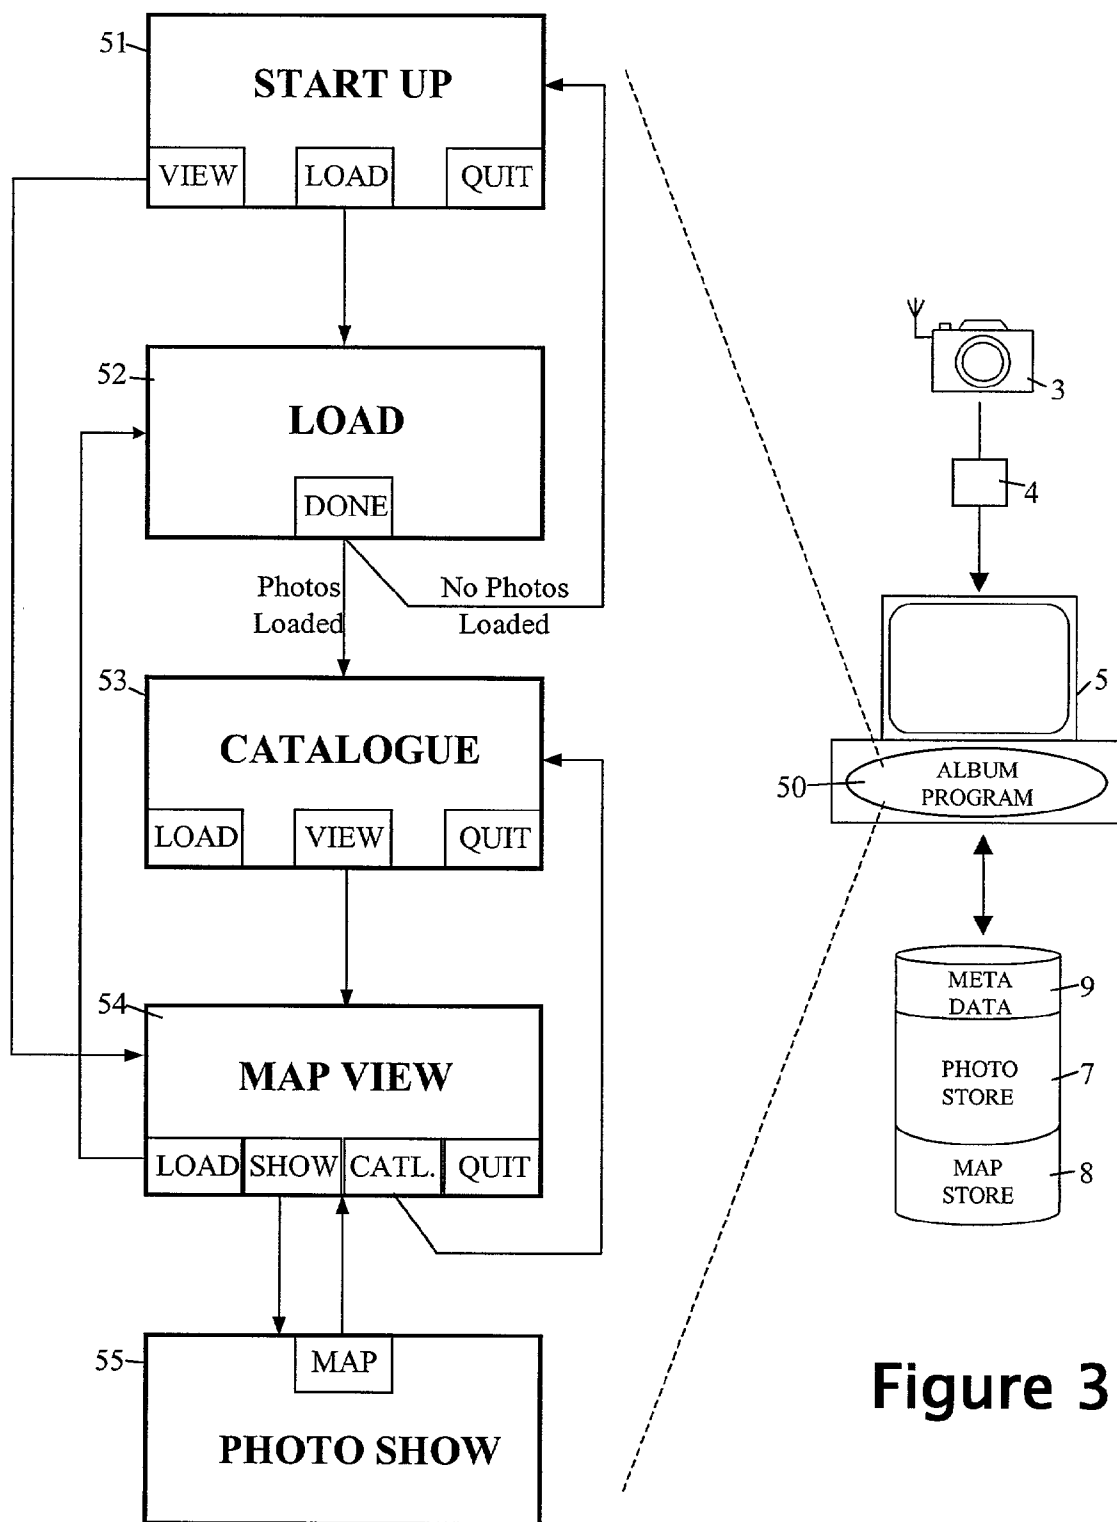 51
START UP
VIEW LOAD QUIT
52
LOAD
DONE
Photos
Loaded
No Photos
Loaded
53
CATALOGUE
LOAD VIEW QUIT
54
MAP VIEW
LOAD SHOW CATL. QUIT
55
MAP
PHOTO SHOW
3
4
5
50
ALBUM
PROGRAM
META
DATA
9
PHOTO
STORE
7
MAP
STORE
8
Figure 3